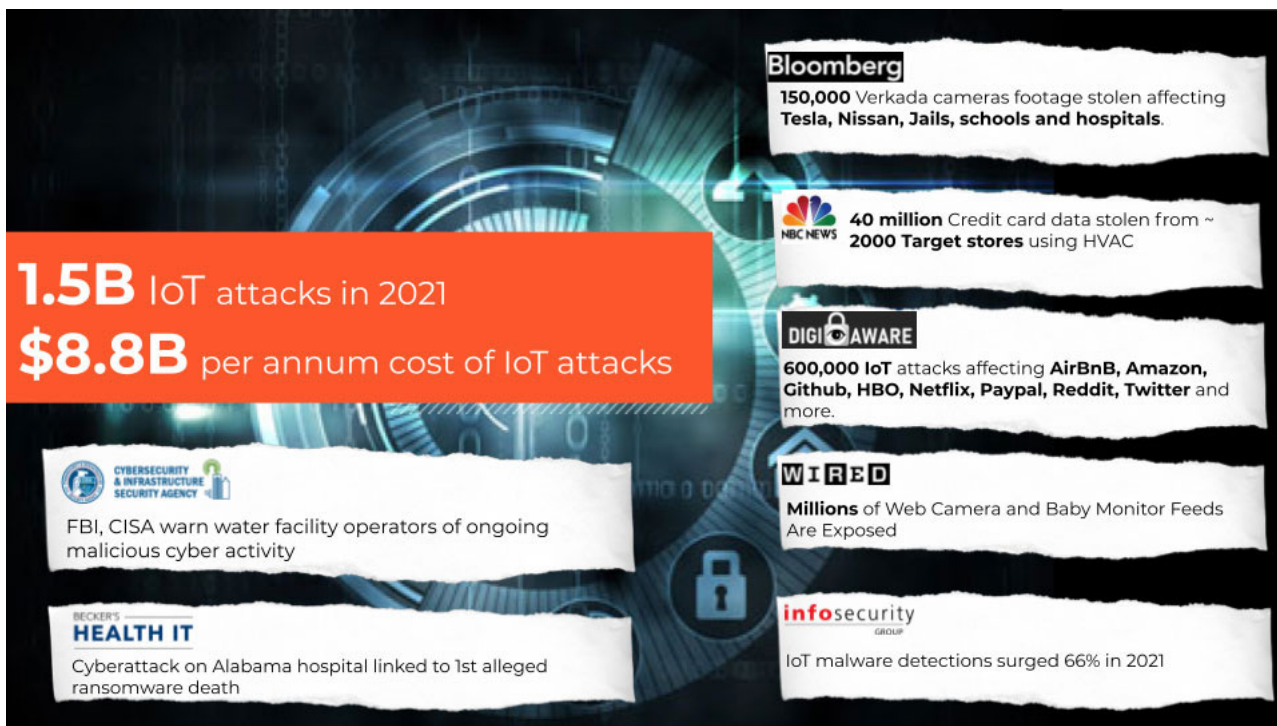 1.5B IoT attacks in 2021
$8.8B per annum cost of IoT attacks
CYBERSECURITY
& INFRASTRUCTURE
SECURITY AGENCY
FBI, CISA warn water facility operators of ongoing
malicious cyber activity
BECKER'S
HEALTH IT
Cyberattack on Alabama hospital linked to 1st alleged
ransomware death
Bloomberg
150,000 Verkada cameras footage stolen affecting
Tesla, Nissan, Jails, schools and hospitals.
NBC NEWS
40 million Credit card data stolen from ~
2000 Target stores using HVAC
DIGI AWARE
600,000 IoT attacks affecting AirBnB, Amazon,
Github, HBO, Netflix, Paypal, Reddit, Twitter and
more.
WIRED
Millions of Web Camera and Baby Monitor Feeds
Are Exposed
infosecurity
GROUP
IoT malware detections surged 66% in 2021